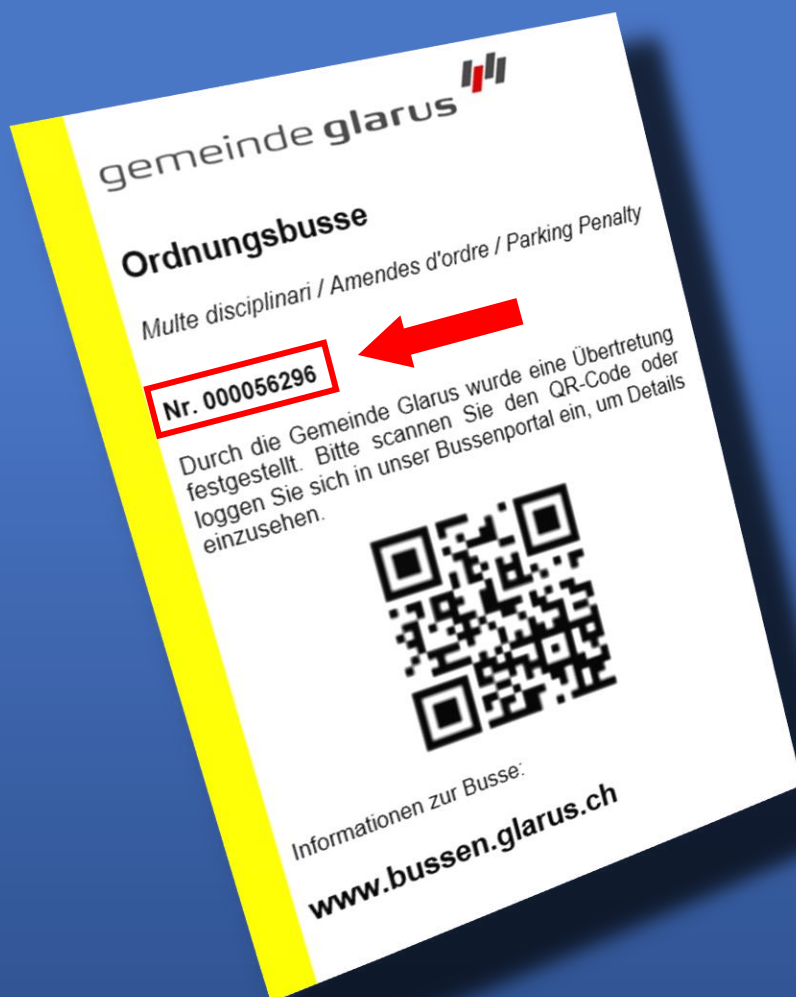 gemeinde glarus
Ordnungsbusse
Multe disciplinari / Amendes d'ordre / Parking Penalty
Nr. 000056296
Durch die Gemeinde Glarus wurde eine Übertretung
festgestellt. Bitte scannen Sie den QR-Code oder
loggen Sie sich in unser Bussenportal ein, um Details
einzusehen.
Informationen zur Busse:
www.bussen.glarus.ch